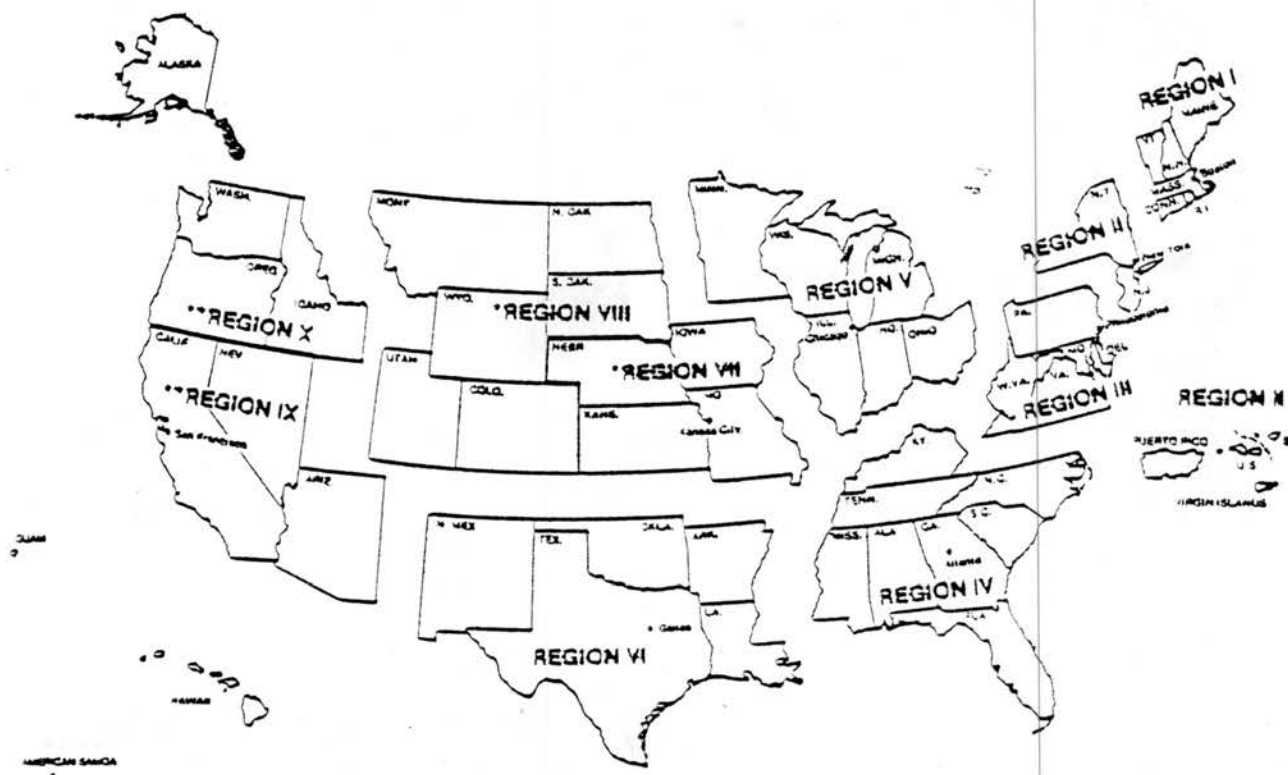 ALASKA
REGION I
MAINE
VT
N.H.
MASS.
Boston
CONN.
R.I.
N.Y.
REGION II
NEW YORK
N.J.
WASH.
MONT
N. DAK.
MINN.
WIS.
MICH.
REGION V
OREG.
IDAHO
**REGION X
WYO.
S. DAK.
*REGION VIII
IOWA
ILL.
Chicago
IND.
OHIO
PA.
MD.
DEL
W.VA.
VA.
REGION III
CALIF.
NEV
UTAH
NEBR
*REGION VII
**REGION IX
COLO.
KANS.
MO
Kansas City
San Francisco
KY.
REGION II
PUERTO RICO
U.S
VIRGIN ISLANDS
ARIZ.
TENN.
N.C.
S.C.
N. MEX
TEX.
OKLA.
ARK.
MISS.
ALA
GA.
Atlanta
REGION IV
GUAM
LA.
FLA
REGION VI
HAWAII
AMERICAN SAMOA